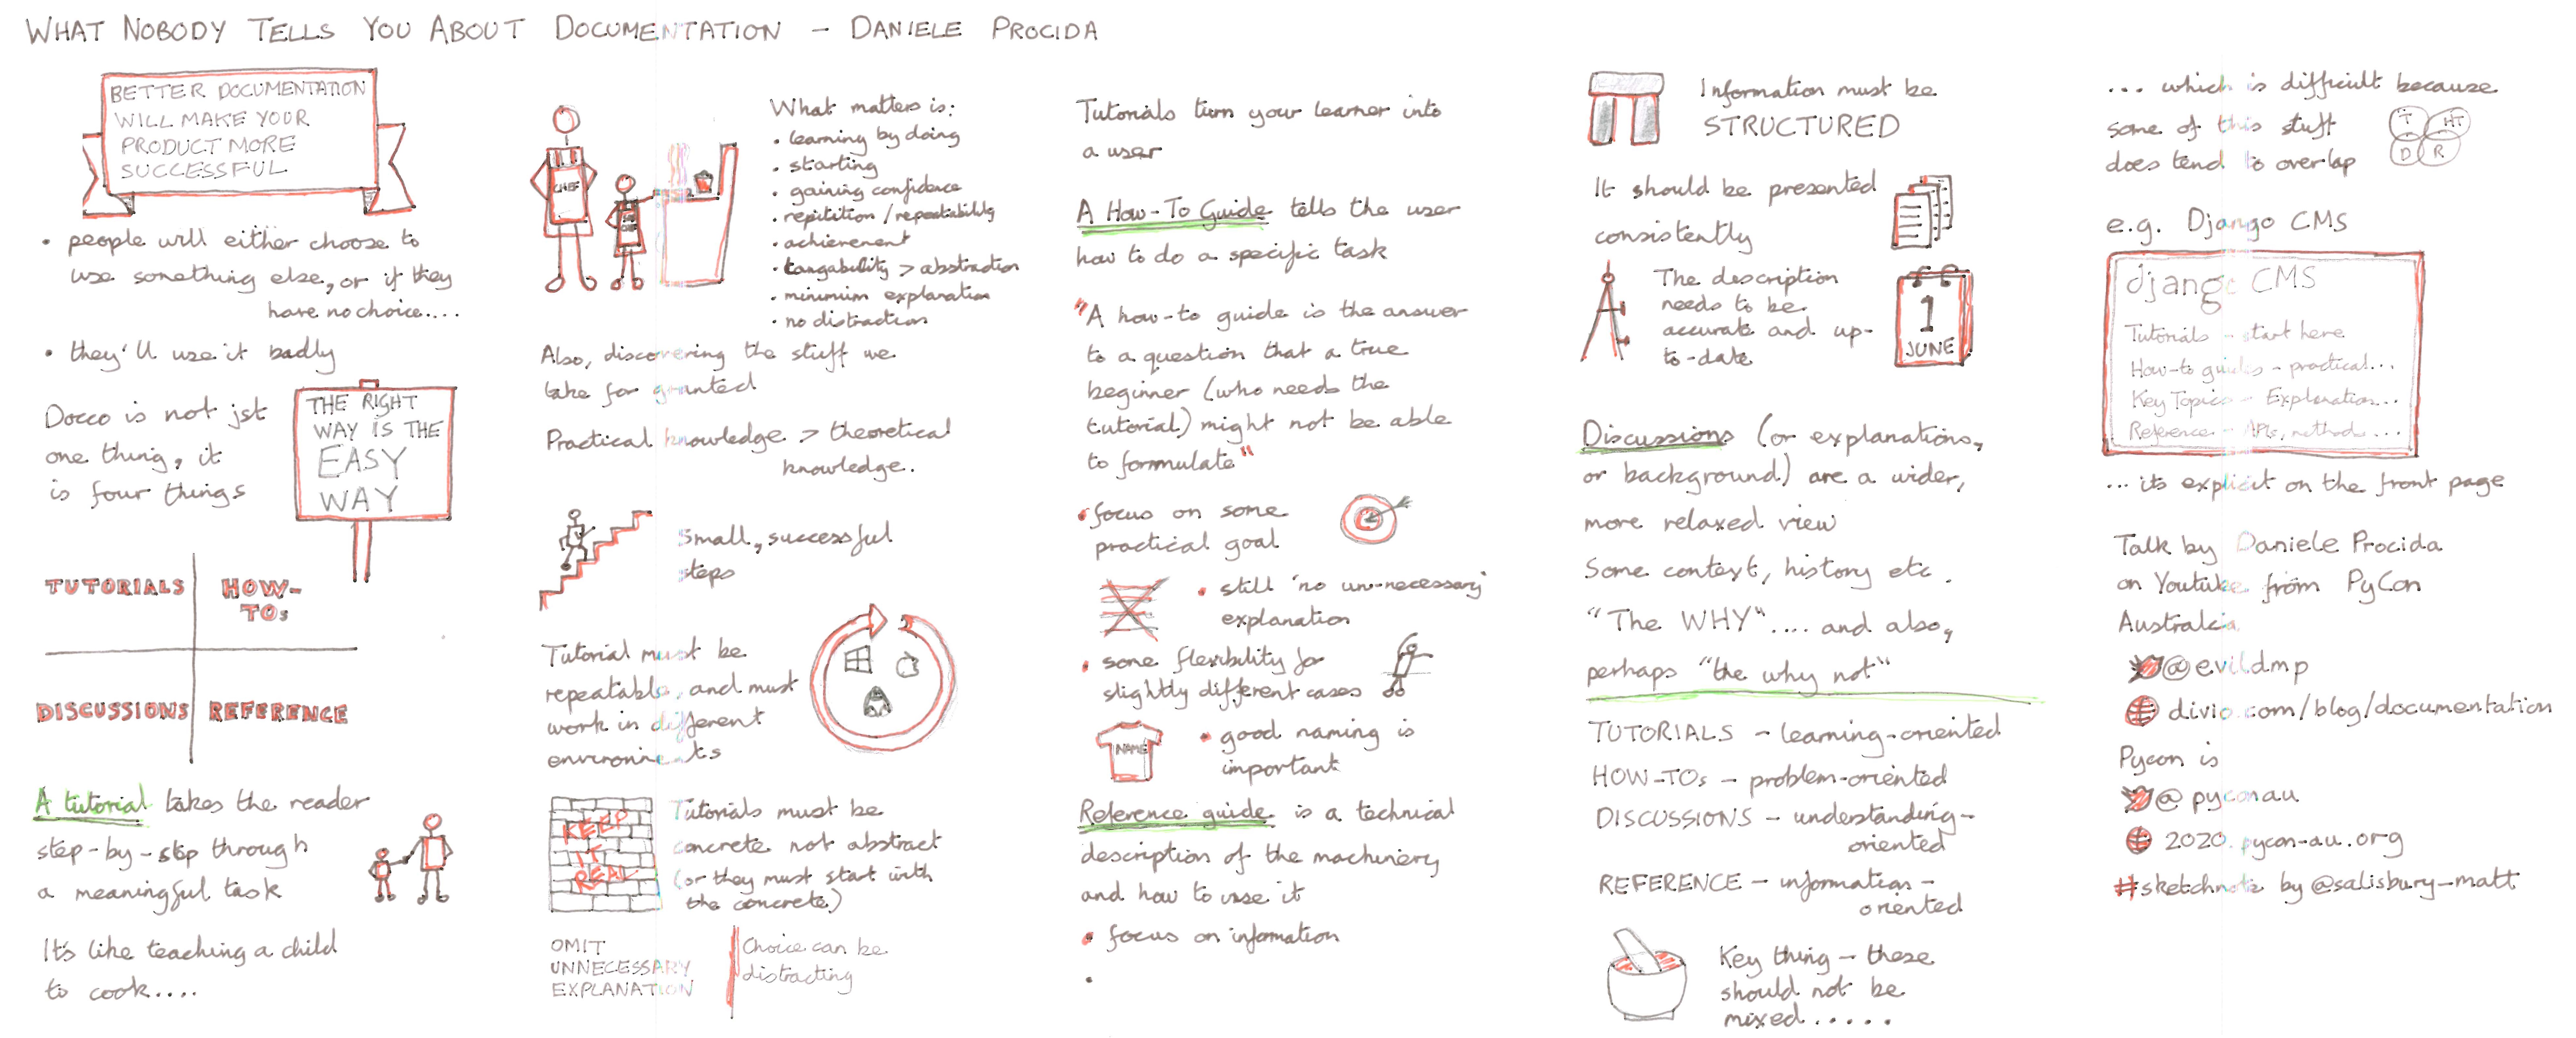 WHAT NOBODY TELLS YOU ABOUT DOCUMENTATION – DANIELE PROCIDA
BETTER DOCUMENTATION
WILL MAKE YOUR
PRODUCT MORE
SUCCESSFUL
• people will either choose to
use something else, or if they
have no choice....
• they'll use it badly
Docco is not jst
one thing, it
is four things
THE RIGHT
WAY IS THE
EASY
WAY
TUTORIALS
HOW-
TOs
DISCUSSIONS
REFERENCE
A tutorial takes the reader
step-by-step through
a meaningful task
It's like teaching a child
to cook....
CHEF
CHEF
What matters is:
• learning by doing
• starting
• gaining confidence
• repitition/repeatability
• achievement
• tangability > abstraction
• minimum explanation
• no distraction
Also, discovering the stuff we
take for granted
Practical knowledge > theoretical
knowledge.
Small, successful
steps
Tutorial must be
repeatable, and must
work in different
environments
KEEP
IT
REAL
Tutorials must be
concrete not abstract
(or they must start with
the concrete)
OMIT
UNNECESSARY
EXPLANATION
Choice can be
distracting
Tutorials turn your learner into
a user
A How-To Guide tells the user
how to do a specific task
"A how-to guide is the answer
to a question that a true
beginner (who needs the
tutorial) might not be able
to formulate"
• focus on some
practical goal
• still 'no un-necessary'
explanation
• some flexibility for
slightly different cases
NAME
• good naming is
important
Reference guide is a technical
description of the machinery
and how to use it
• focus on information
•
Information must be
STRUCTURED
It should be presented
consistently
The description
needs to be
accurate and up-
to-date
1
JUNE
Discussions (or explanations,
or background) are a wider,
more relaxed view
Some context, history etc.
"The WHY".... and also,
perhaps "the why not"
TUTORIALS – learning-oriented
HOW-TOs – problem-oriented
DISCUSSIONS – understanding-
oriented
REFERENCE – information-
oriented
Key thing – these
should not be
mixed.....
... which is difficult because
some of this stuff
does tend to overlap
T
HT
D
R
e.g. Django CMS
django CMS
Tutorials – start here
How-to guides – practical...
Key Topics – Explanation...
Reference – APIs, methods...
... its explicit on the front page
Talk by Daniele Procida
on Youtube from PyCon
Australia
@evildmp
divio.com/blog/documentation
Pycon is
@pyconau
2020.pycon-au.org
#sketchnote by @salisbury-matt